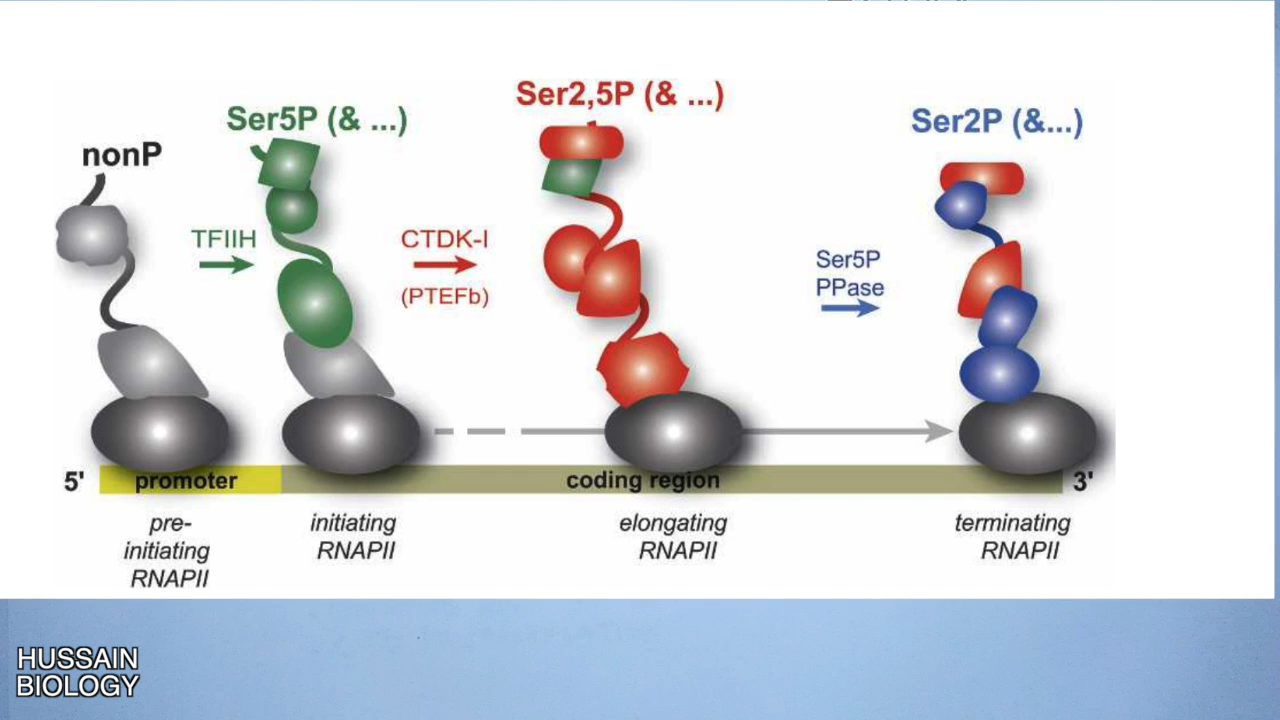 Ser2,5P (& ...)
Ser5P (& ...)
Ser2P (&...)
nonP
TFIIH
CTDK-I
(PTEFb)
Ser5P
PPase
5'
promoter
coding region
3'
pre-
initiating
RNAPII
initiating
RNAPII
elongating
RNAPII
terminating
RNAPII
HUSSAIN
BIOLOGY